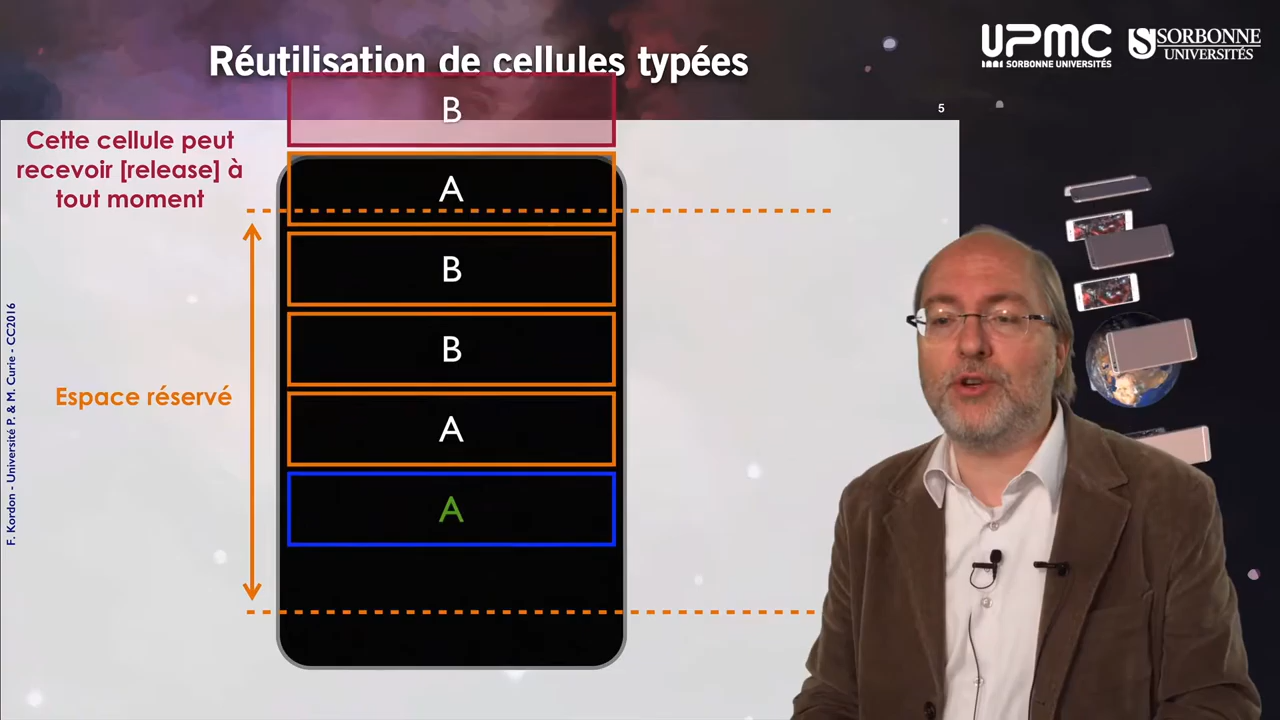 Réutilisation de cellules typées
UPMC
SORBONNE UNIVERSITÉS
SORBONNE
UNIVERSITÉS
5
B
Cette cellule peut
recevoir [release] à
tout moment
A
B
B
Espace réservé
A
A
F. Kordon - Université P. & M. Curie - CC2016